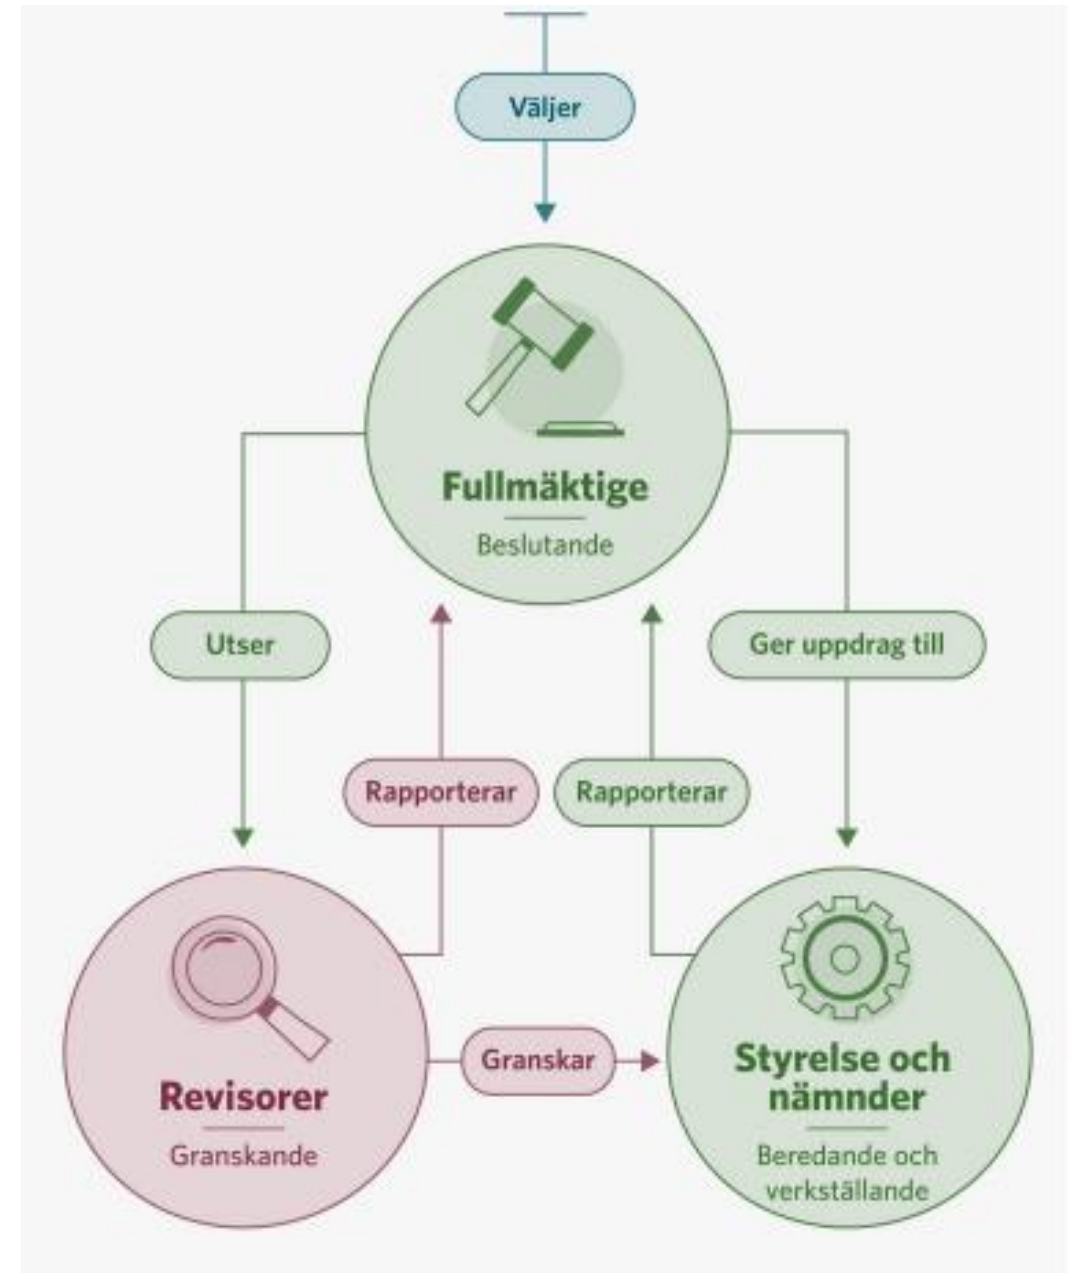 Väljer
Fullmäktige
Beslutande
Utser
Ger uppdrag till
Rapporterar
Rapporterar
Revisorer
Granskande
Granskar
Styrelse och
nämnder
Beredande och
verkställande